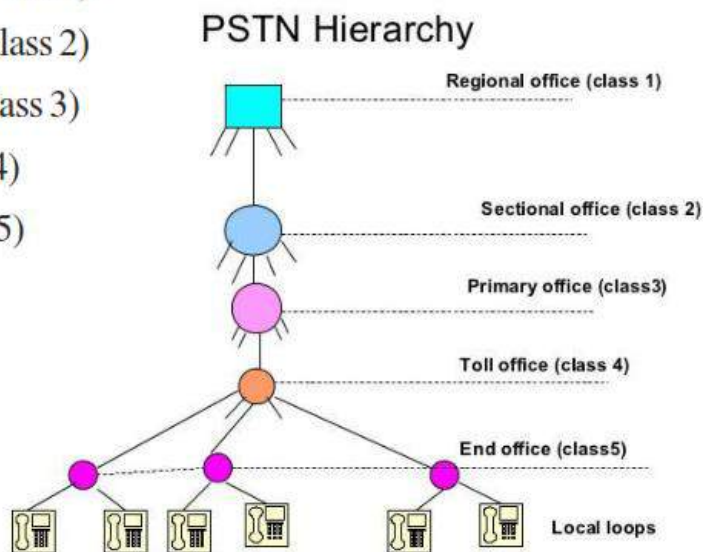 lass 2)
ass 3)
4)
5)
PSTN Hierarchy
Regional office (class 1)
Sectional office (class 2)
Primary office (class3)
Toll office (class 4)
End office (class5)
Local loops